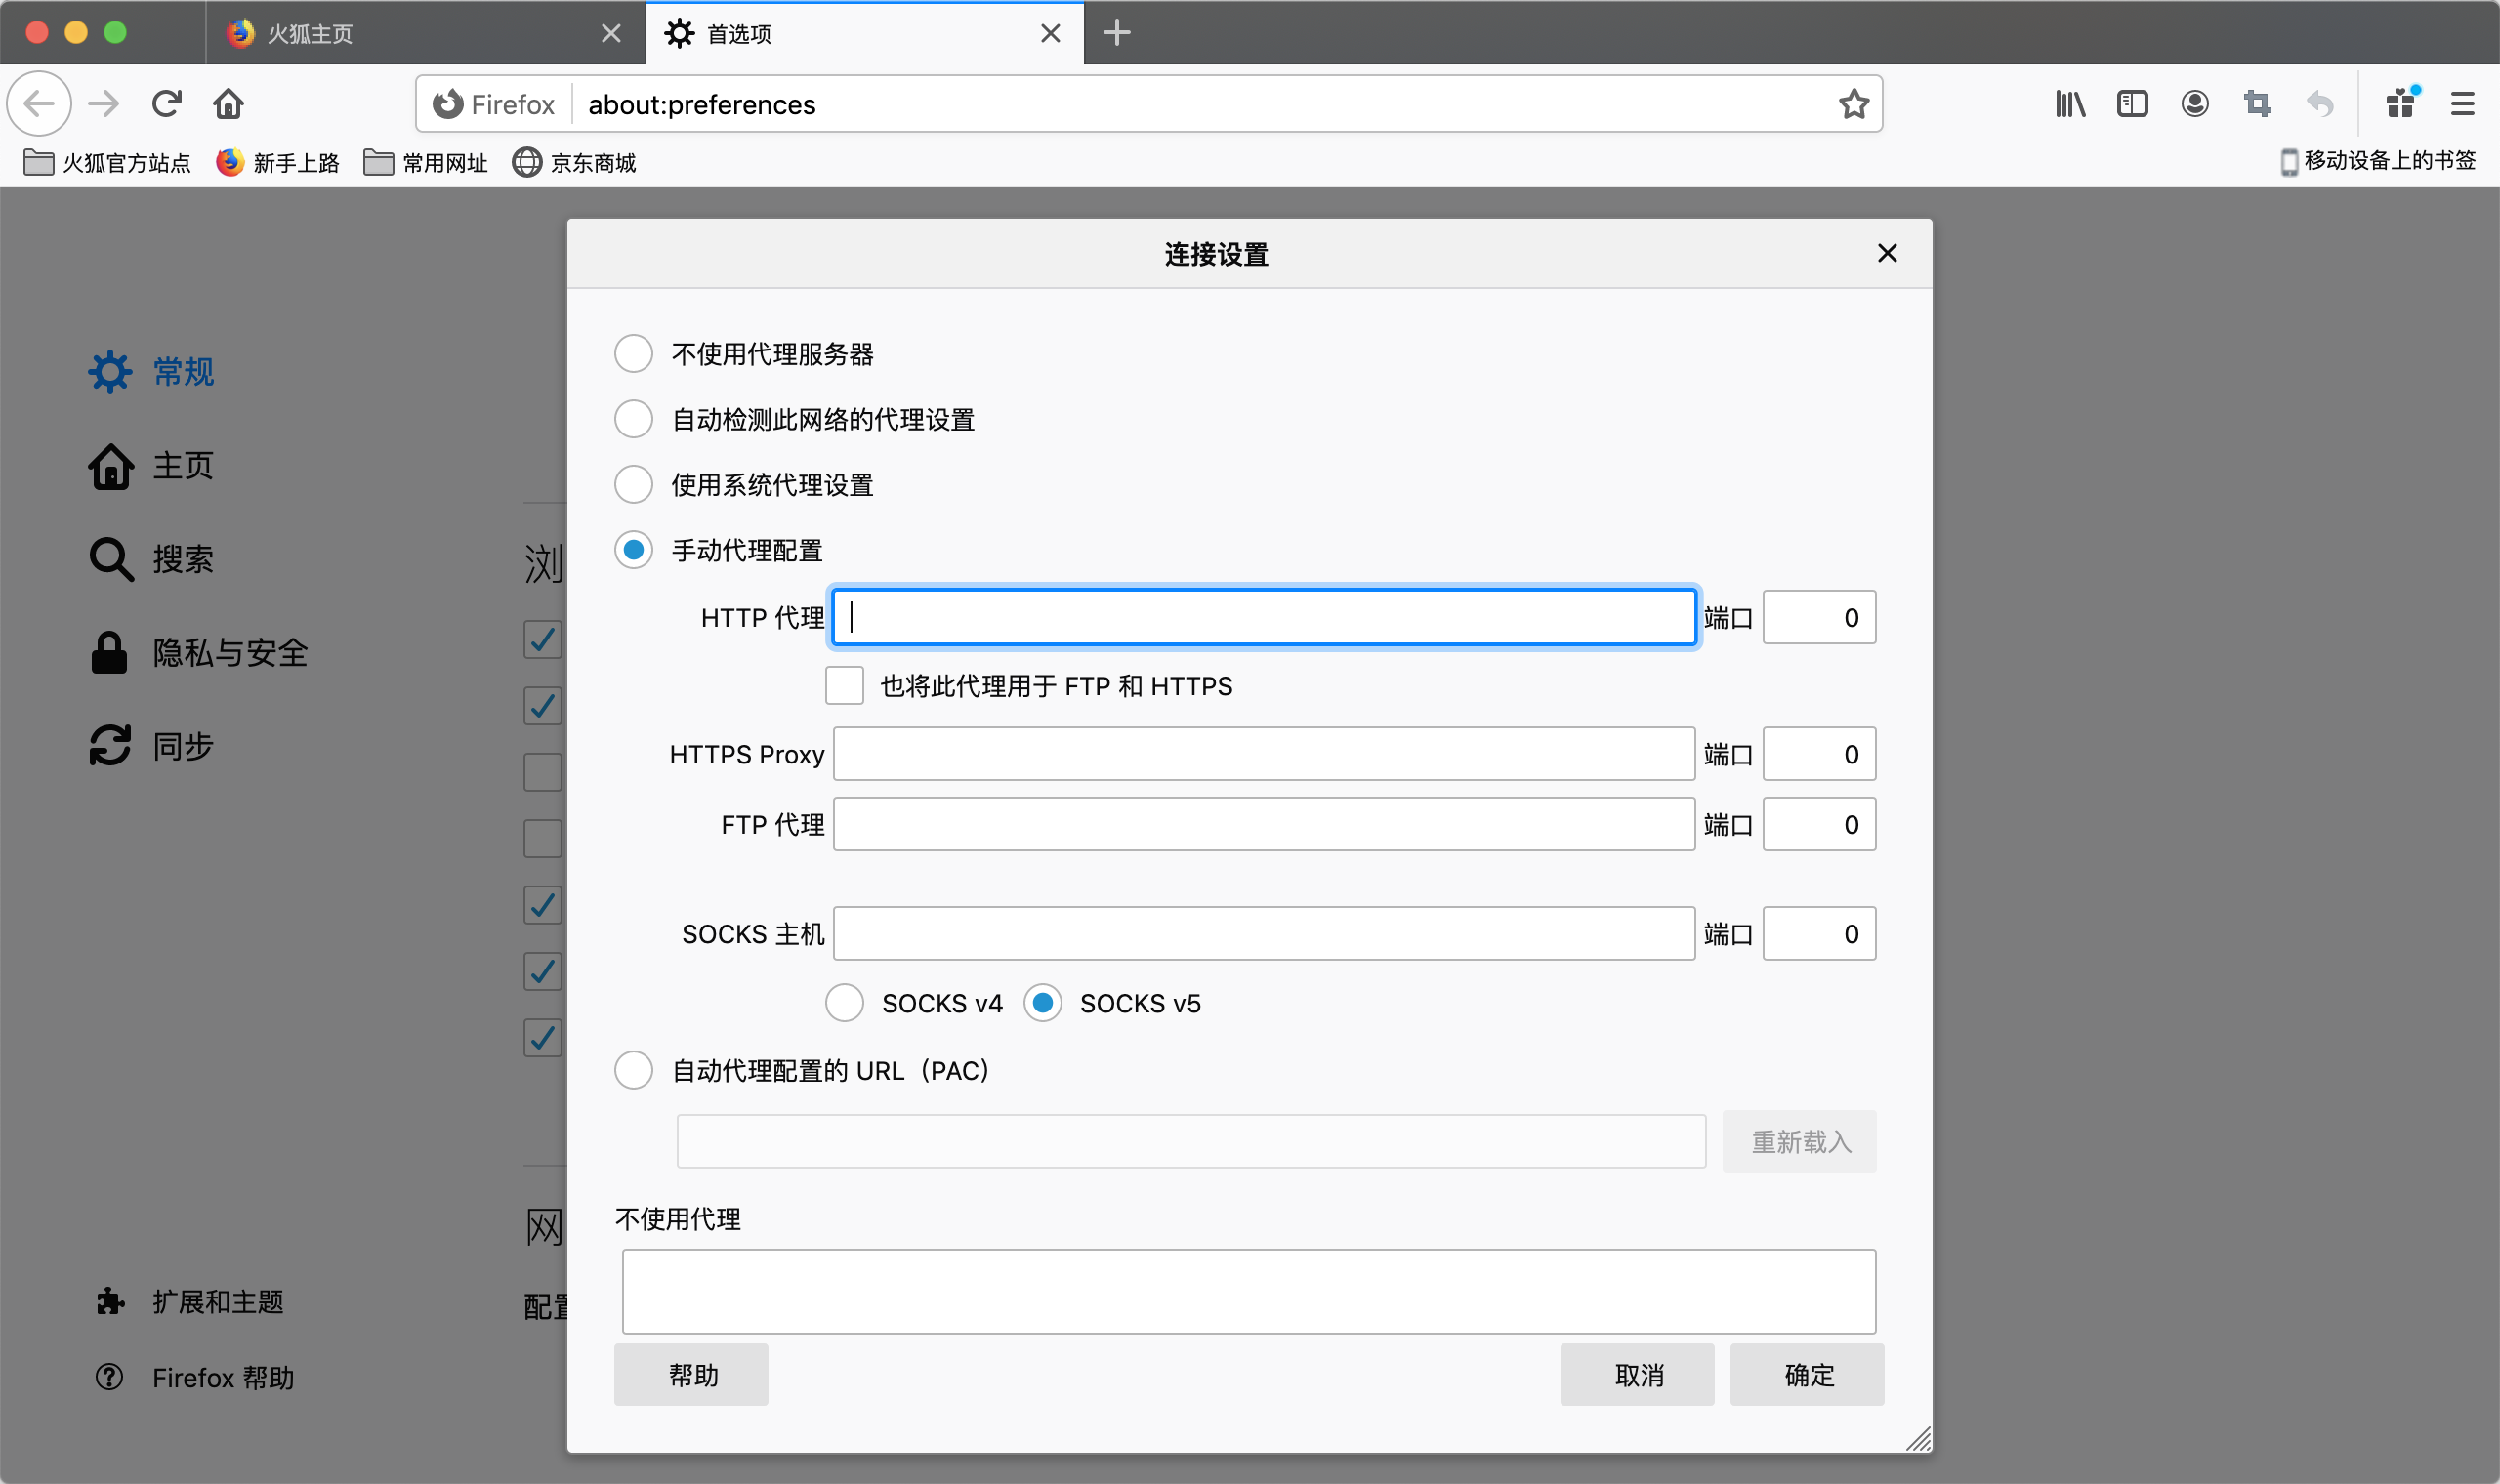 火狐主页
首选项
Firefox
about:preferences
火狐官方站点
新手上路
常用网址
京东商城
移动设备上的书签
常规
主页
搜索
隐私与安全
同步
扩展和主题
Firefox 帮助
浏
网
配置
连接设置
不使用代理服务器
自动检测此网络的代理设置
使用系统代理设置
手动代理配置
HTTP 代理 端口 0
也将此代理用于 FTP 和 HTTPS
HTTPS Proxy 端口 0
FTP 代理 端口 0
SOCKS 主机 端口 0
SOCKS v4 SOCKS v5
自动代理配置的 URL（PAC）
重新载入
不使用代理
帮助 取消 确定